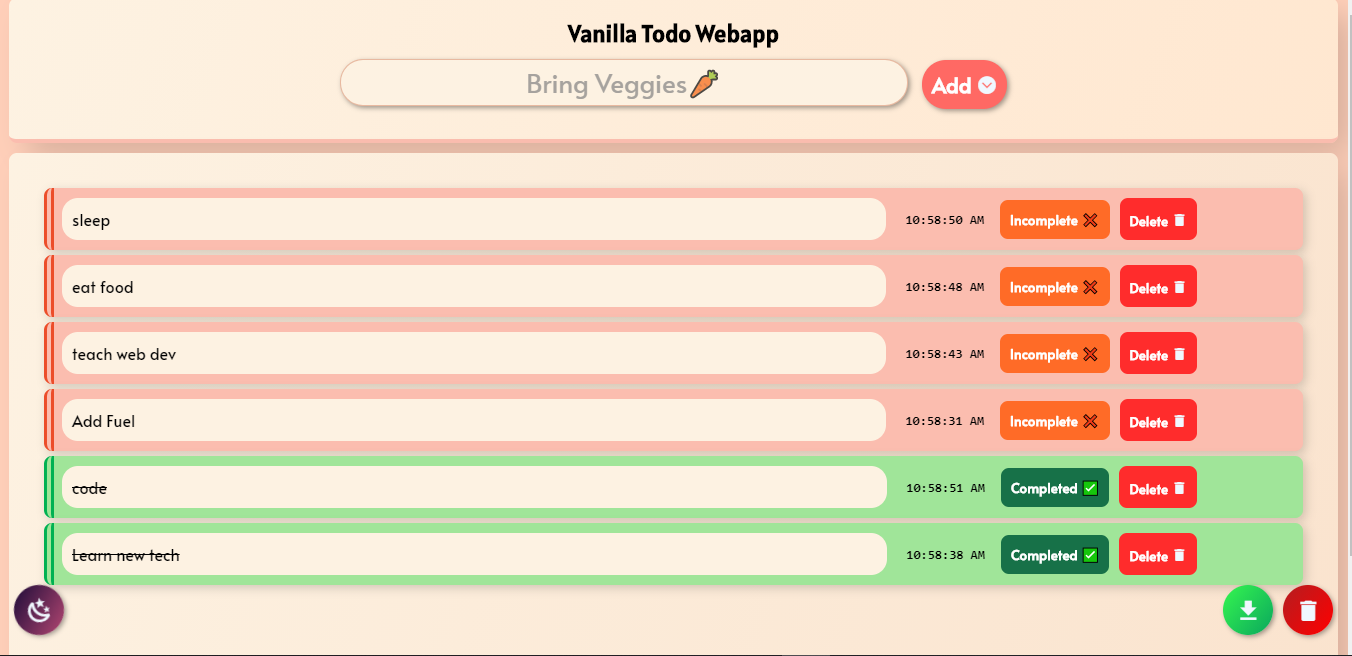 Vanilla Todo Webapp
Bring Veggies🥕 Add
sleep 10:58:50 AM Incomplete ❌ Delete
eat food 10:58:48 AM Incomplete ❌ Delete
teach web dev 10:58:43 AM Incomplete ❌ Delete
Add Fuel 10:58:31 AM Incomplete ❌ Delete
code 10:58:51 AM Completed ✅ Delete
Learn new tech 10:58:38 AM Completed ✅ Delete